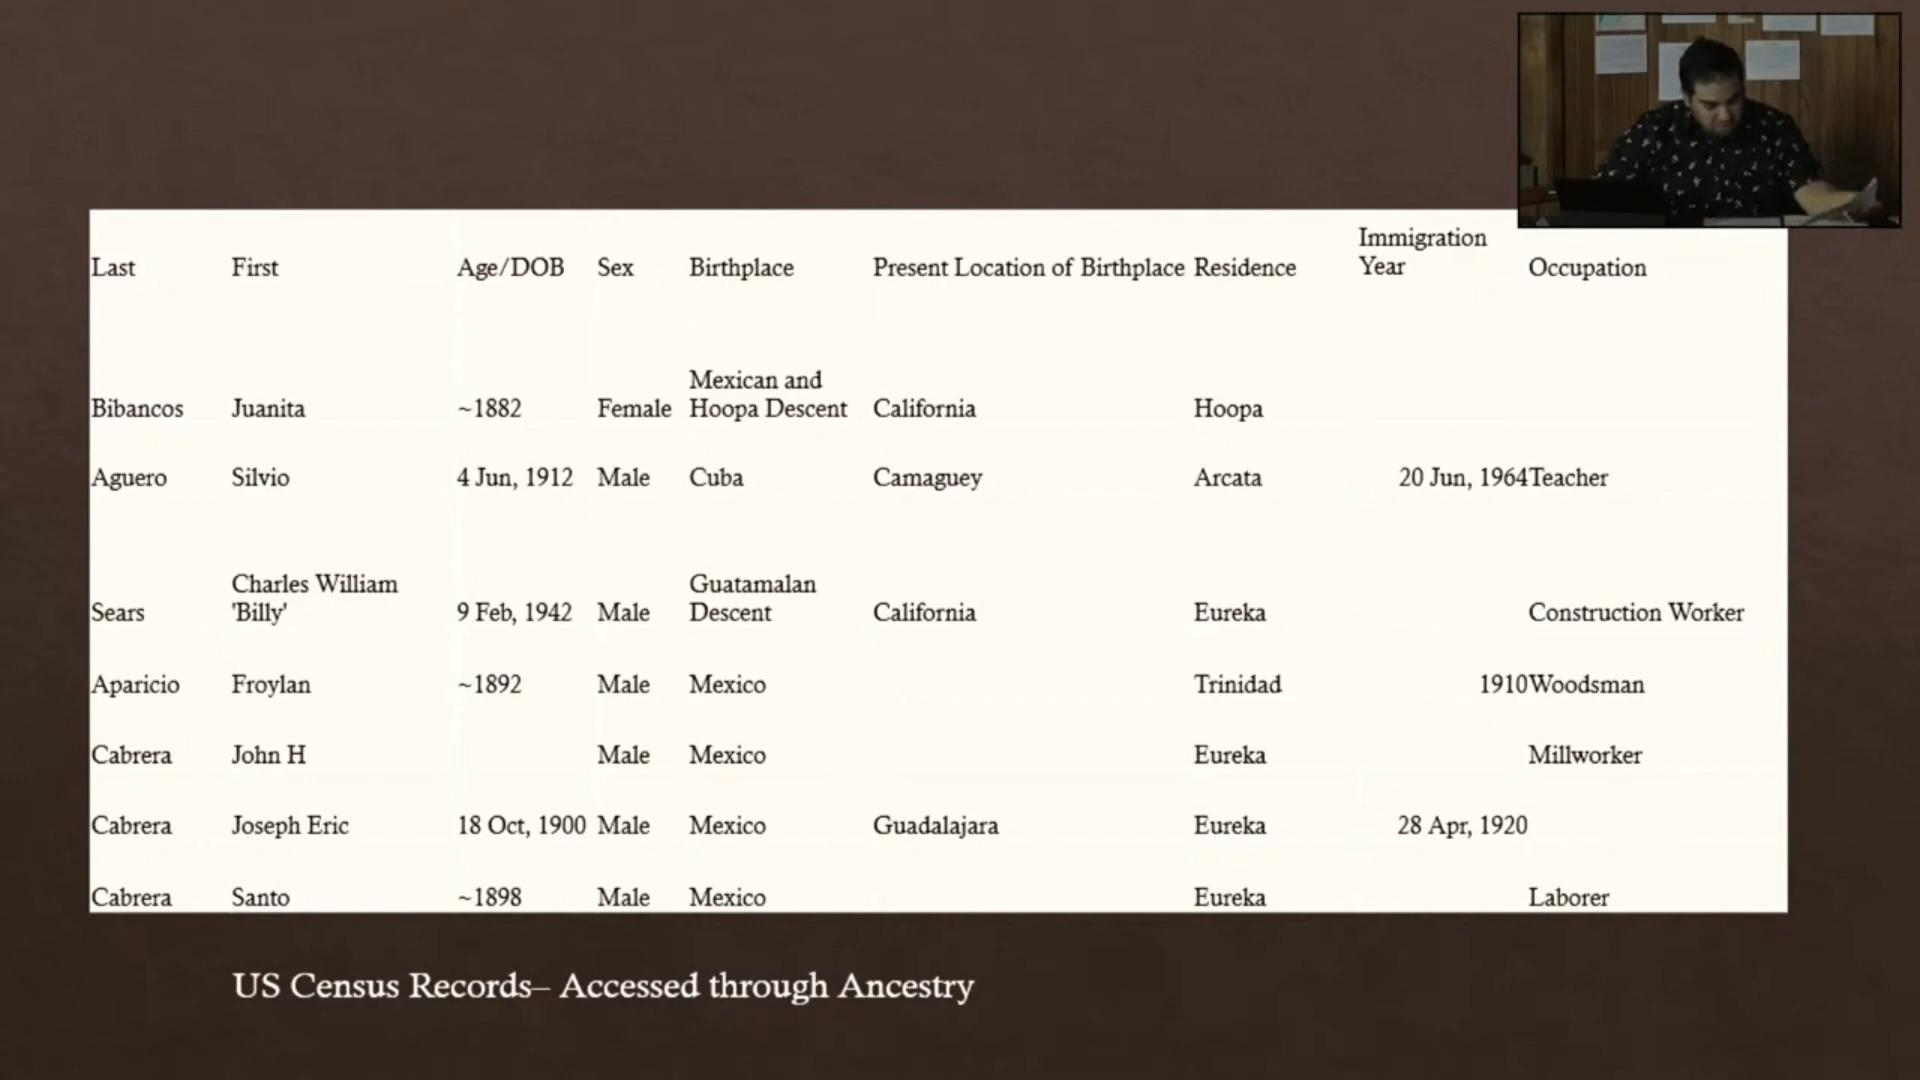 Immigration
Last First Age/DOB Sex Birthplace Present Location of Birthplace Residence Year Occupation
Mexican and
Bibancos Juanita ~1882 Female Hoopa Descent California Hoopa
Aguero Silvio 4 Jun, 1912 Male Cuba Camaguey Arcata 20 Jun, 1964 Teacher
Charles William Guatamalan
Sears 'Billy' 9 Feb, 1942 Male Descent California Eureka Construction Worker
Aparicio Froylan ~1892 Male Mexico Trinidad 1910 Woodsman
Cabrera John H Male Mexico Eureka Millworker
Cabrera Joseph Eric 18 Oct, 1900 Male Mexico Guadalajara Eureka 28 Apr, 1920
Cabrera Santo ~1898 Male Mexico Eureka Laborer
US Census Records– Accessed through Ancestry